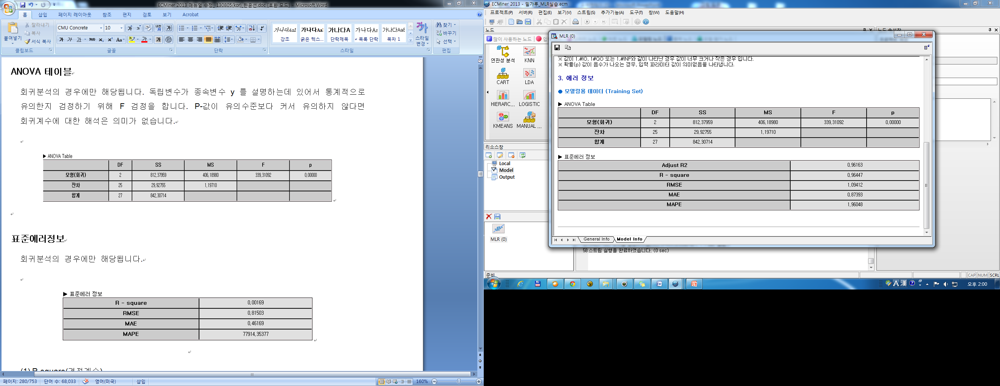 ECMiner 2013 매뉴얼 수정_ 130805(kor)_한윤선.doc [호환 모드] - Microsoft Word
홈 삽입 페이지 레이아웃 참조 편지 검토 보기 Acrobat
붙여넣기 잘라내기 복사 서식 복사
CMU Concrete 10
가나다AaI 가나다Aal 가나다A 가나다Aa 가나다AaE
강조 굵은 텍스... 단락제목 목록 단락 목차 1
스타일 변경
찾기 바꾸기 선택
클립보드 글꼴 단락 스타일 편집
ANOVA 테이블
회귀분석의 경우에만 해당됩니다. 독립변수가 종속변수 y 를 설명하는데 있어서 통계적으로
유의한지 검정하기 위해 F 검정을 합니다. P-값이 유의수준보다 커서 유의하지 않다면
회귀계수에 대한 해석은 의미가 없습니다.
▶ ANOVA Table
DF SS MS F p
모형(회귀) 2 812,37959 406,18980 339,31092 0,00000
잔차 25 29,92755 1,19710
합계 27 842,30714
표준에러정보
회귀분석의 경우에만 해당됩니다.
▶ 표준에러 정보
R - square 0,00169
RMSE 0,81503
MAE 0,46169
MAPE 77914,35377
(1) R-square(결정계수)
페이지: 280/753 단어 수: 68,033 영어(미국) 삽입 160%
ECMiner 2013 - 밀가루_MLR실습.ecm
프로젝트(P) 서버(R) 편집(E) 보기(V) 스트림(S) 추가기능(A) 도구(T) 창(W) 도움말(H)
노드
노드 속성창
많이 사용하는 노드
연관성 분석 KNN
CART LDA
HIERARC... LOGISTIC
KMEANS MANUAL ...
리소스창
Local
Model
Output
MLR (0)
MLR (0)
※ 값이 1.#IO, 1#QO 또는 1.#INF와 같이 나타난 경우 값이 너무 크거나 작은 경우 입니다.
※ 확률(p) 값이 음수가 나오는 경우, 입력 파라미터 값이 의미없음을 나타냅니다.
3. 에러 정보
● 모델링용 데이터 (Training Set)
▶ ANOVA Table
DF SS MS F p
모형(회귀) 2 812,37959 406,18980 339,31092 0,00000
잔차 25 29,92755 1,19710
합계 27 842,30714
▶ 표준에러 정보
Adjust R2 0,96163
R - square 0,96447
RMSE 1,09412
MAE 0,87393
MAPE 1,96048
General Info Model Info
58 스트림 실행을 완료하였습니다. (0 sec)
준비
CAP NUM SCRL
A 漢
오후 2:00